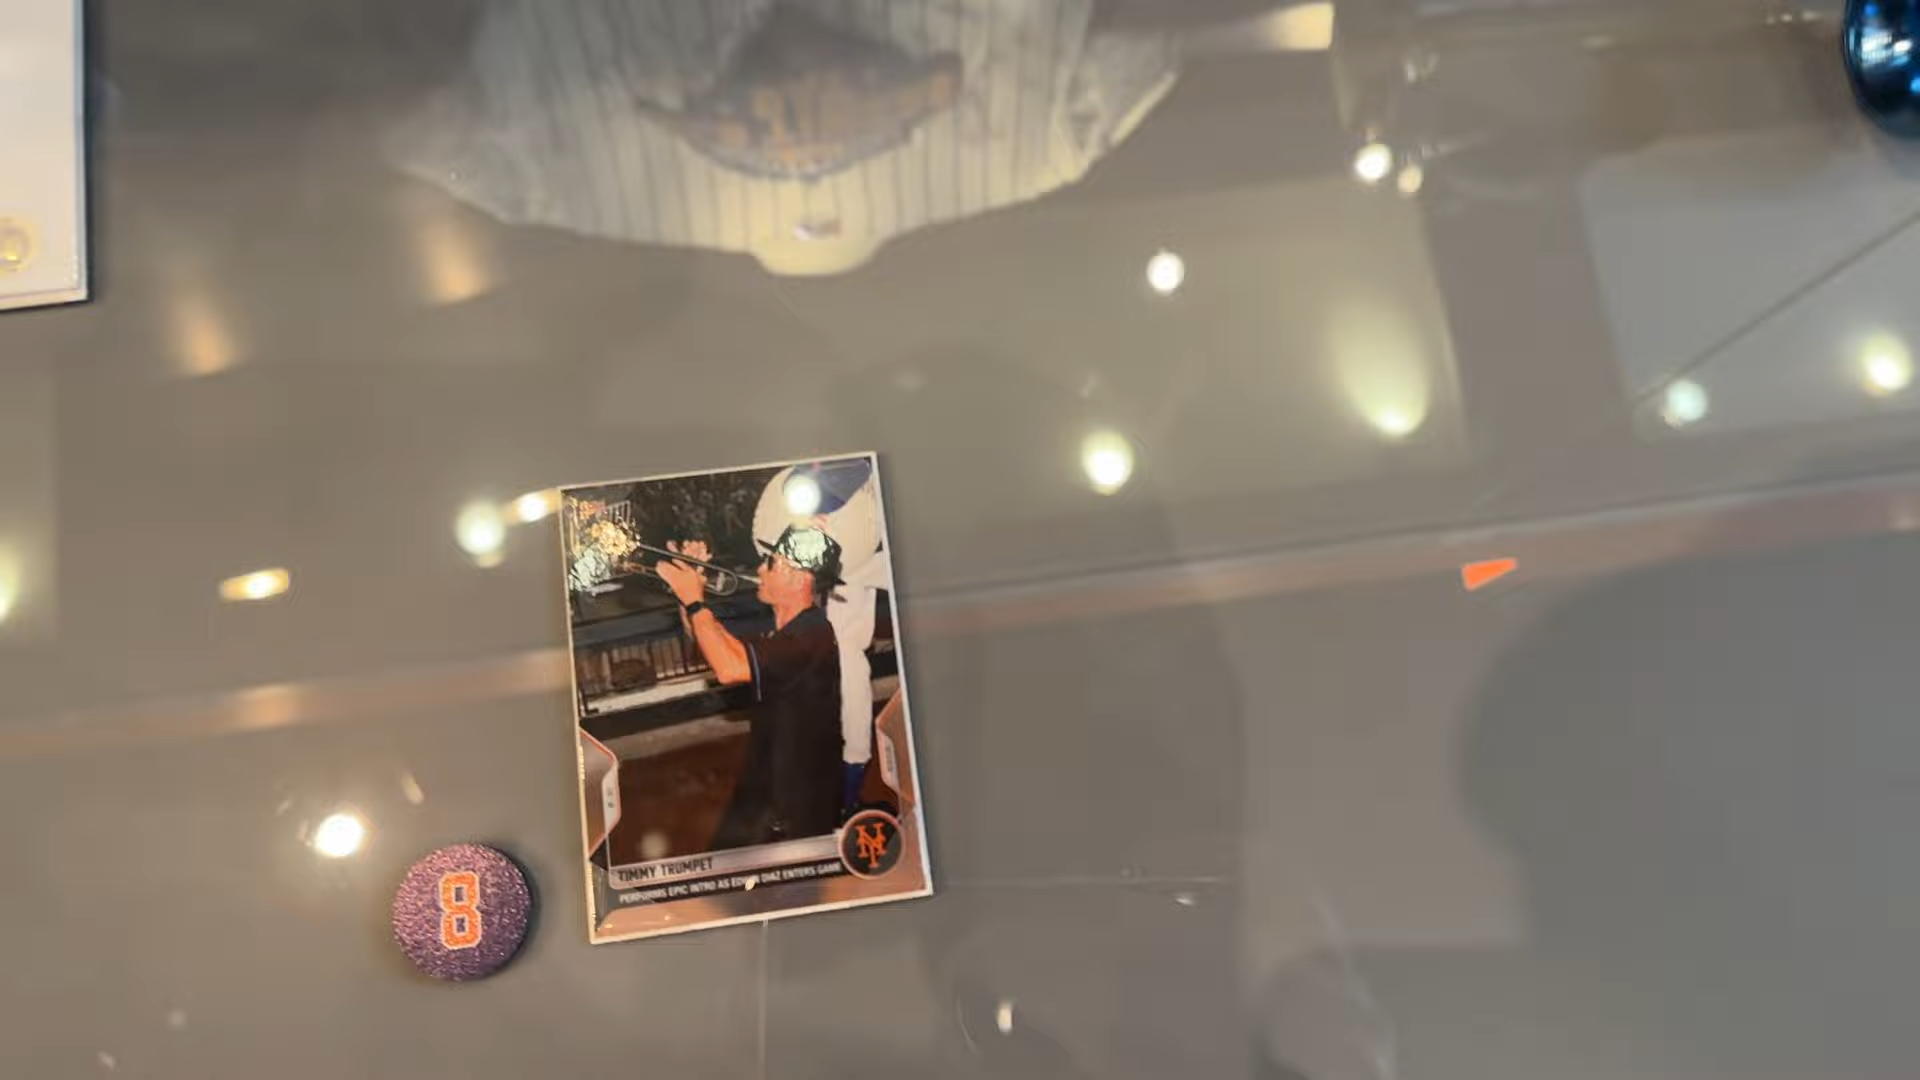 TIMMY TRUMPET
PERFORMS EPIC INTRO AS EDWIN DIAZ ENTERS GAME
NY
8